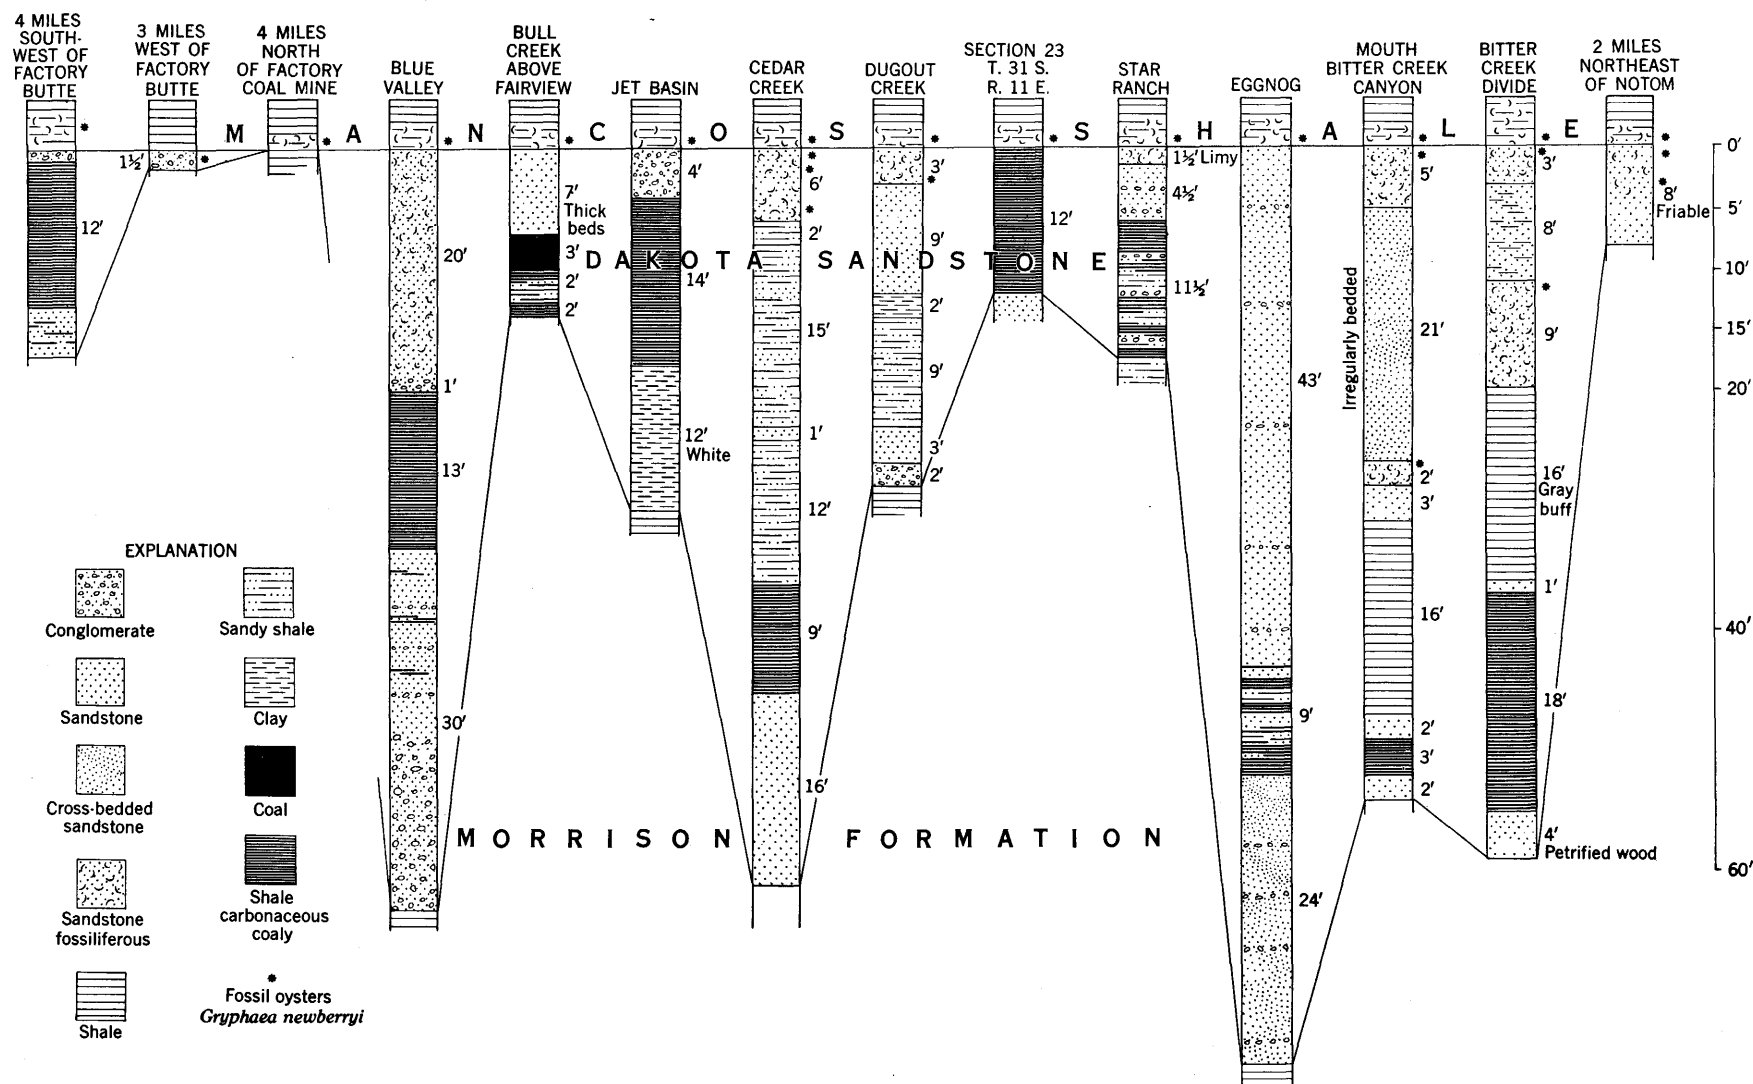 4 MILES
SOUTH-
WEST OF
FACTORY
BUTTE
3 MILES
WEST OF
FACTORY
BUTTE
4 MILES
NORTH
OF FACTORY
COAL MINE
BLUE
VALLEY
BULL
CREEK
ABOVE
FAIRVIEW
JET BASIN
CEDAR
CREEK
DUGOUT
CREEK
SECTION 23
T. 31 S.
R. 11 E.
STAR
RANCH
EGGNOG
MOUTH
BITTER CREEK
CANYON
BITTER
CREEK
DIVIDE
2 MILES
NORTHEAST
OF NOTOM
MANCOS SHALE
DAKOTA SANDSTONE
MORRISON FORMATION
12′
1½′
20′
1′
13′
30′
7′
Thick
beds
3′
2′
2′
4′
14′
12′
White
6′
2′
15′
1′
12′
9′
16′
3′
9′
2′
9′
3′
2′
12′
1½′ Limy
4½′
11½′
43′
9′
24′
5′
Irregularly bedded
21′
2′
3′
16′
2′
3′
2′
3′
8′
9′
16′
Gray
buff
1′
18′
4′
Petrified wood
8′
Friable
0′
5′
10′
15′
20′
40′
60′
EXPLANATION
Conglomerate
Sandy shale
Sandstone
Clay
Cross-bedded
sandstone
Coal
Sandstone
fossiliferous
Shale
carbonaceous
coaly
Shale
Fossil oysters
Gryphaea newberryi